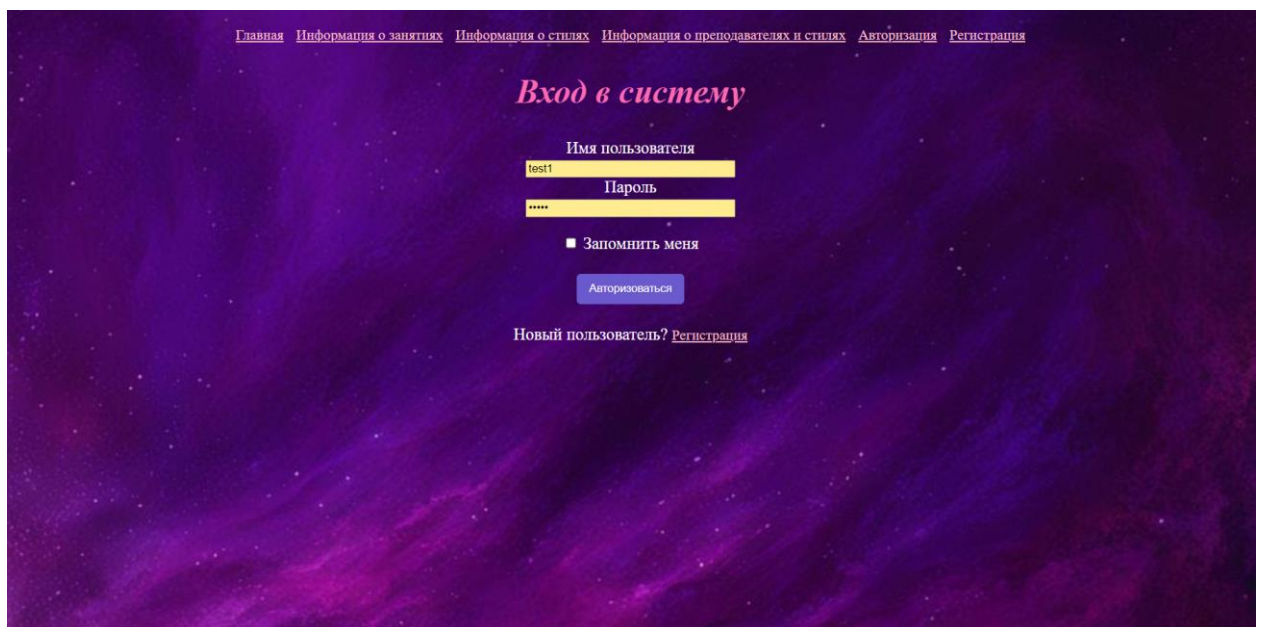 Главная Информация о занятиях Информация о стилях Информация о преподавателях и стилях Авторизация Регистрация
Вход в систему
Имя пользователя
test1
Пароль
•••••
Запомнить меня
Авторизоваться
Новый пользователь? Регистрация